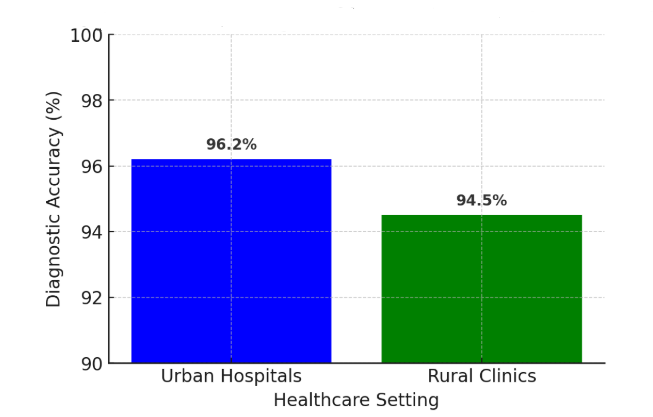 100
98
96
94
92
90
Diagnostic Accuracy (%)
96.2%
94.5%
Urban Hospitals
Rural Clinics
Healthcare Setting